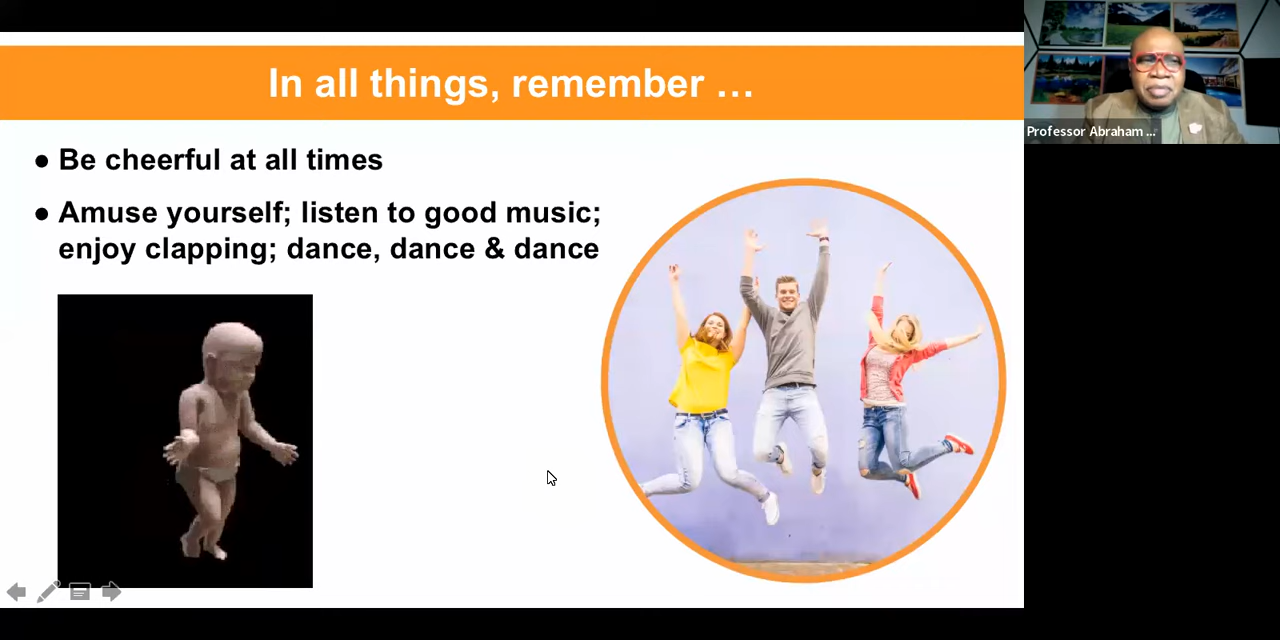 In all things, remember …
● Be cheerful at all times
● Amuse yourself; listen to good music;
enjoy clapping; dance, dance & dance
Professor Abraham ...